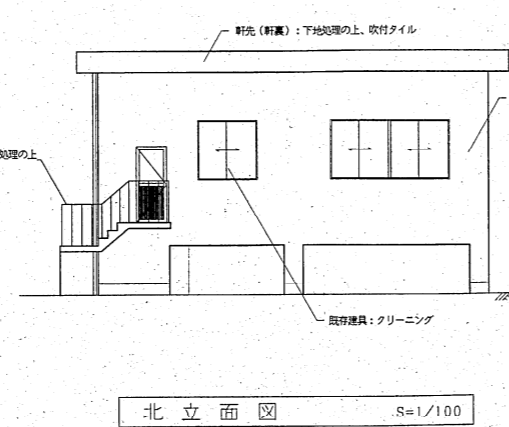 軒先（軒裏）：下地処理の上、吹付タイル
処理の上
既存建具：クリーニング
北立面図 S=1/100